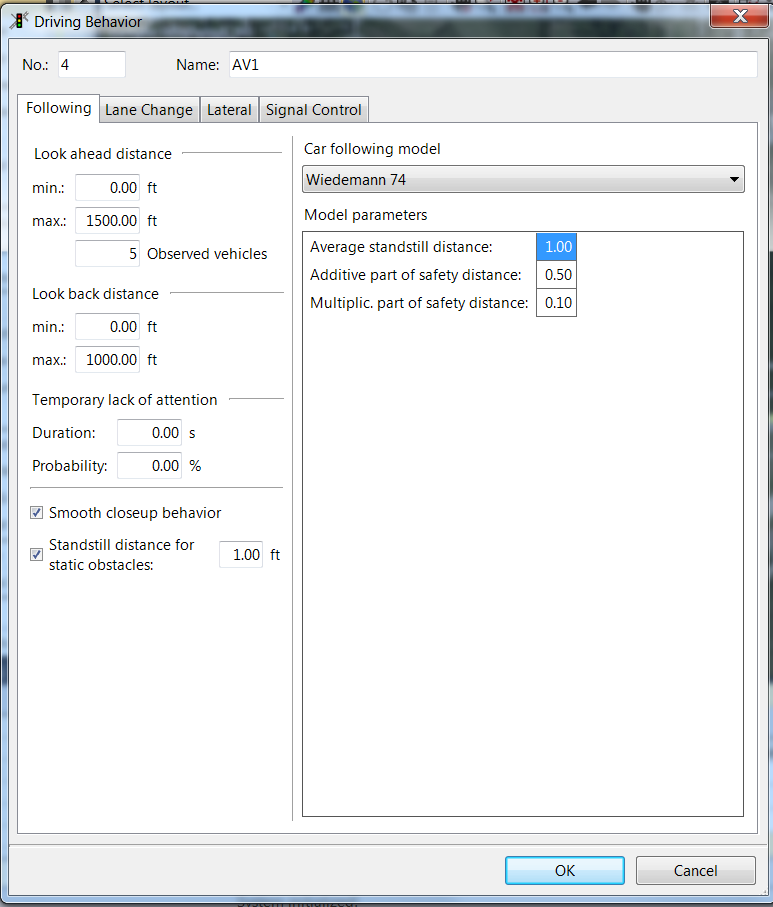 Select layout
Driving Behavior
No.: 4 Name: AV1
Following Lane Change Lateral Signal Control
Look ahead distance
min.: 0.00 ft
max.: 1500.00 ft
5 Observed vehicles
Look back distance
min.: 0.00 ft
max.: 1000.00 ft
Temporary lack of attention
Duration: 0.00 s
Probability: 0.00 %
Smooth closeup behavior
Standstill distance for
static obstacles: 1.00 ft
Car following model
Wiedemann 74
Model parameters
Average standstill distance: 1.00
Additive part of safety distance: 0.50
Multiplic. part of safety distance: 0.10
OK Cancel
System initialized.